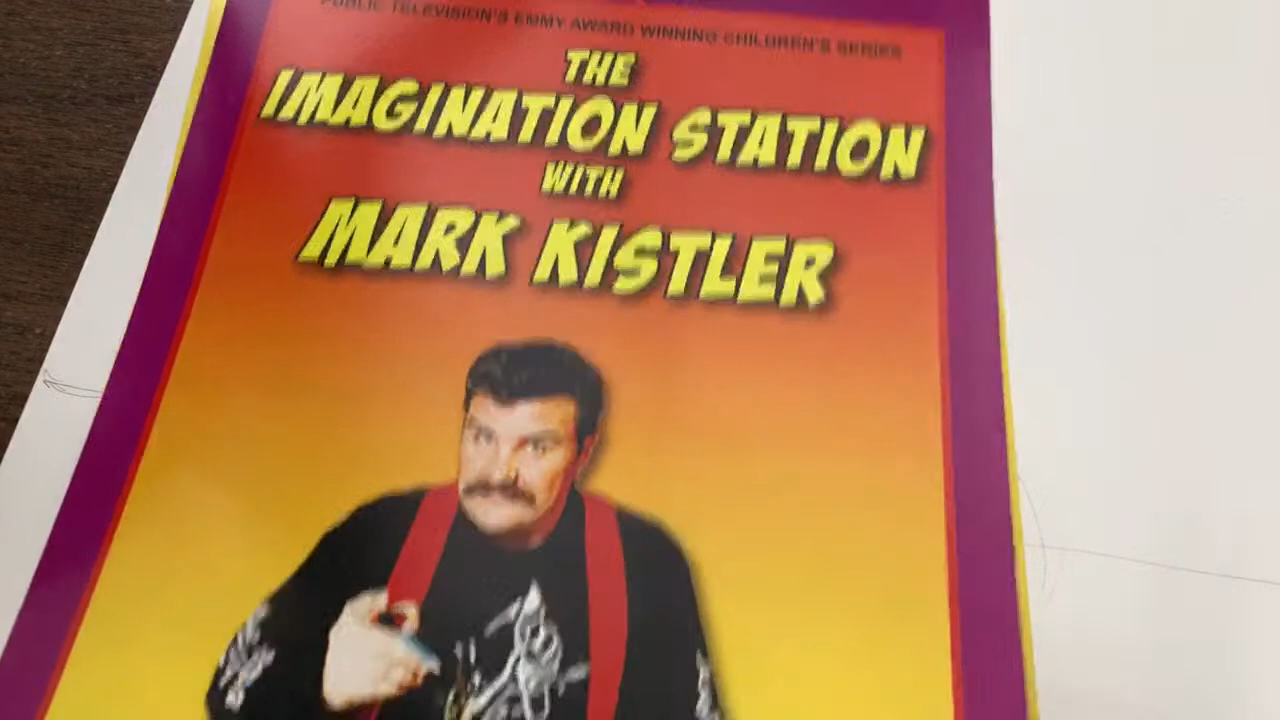 PUBLIC TELEVISION'S EMMY AWARD WINNING CHILDREN'S SERIES
THE
IMAGINATION STATION
WITH
MARK KISTLER